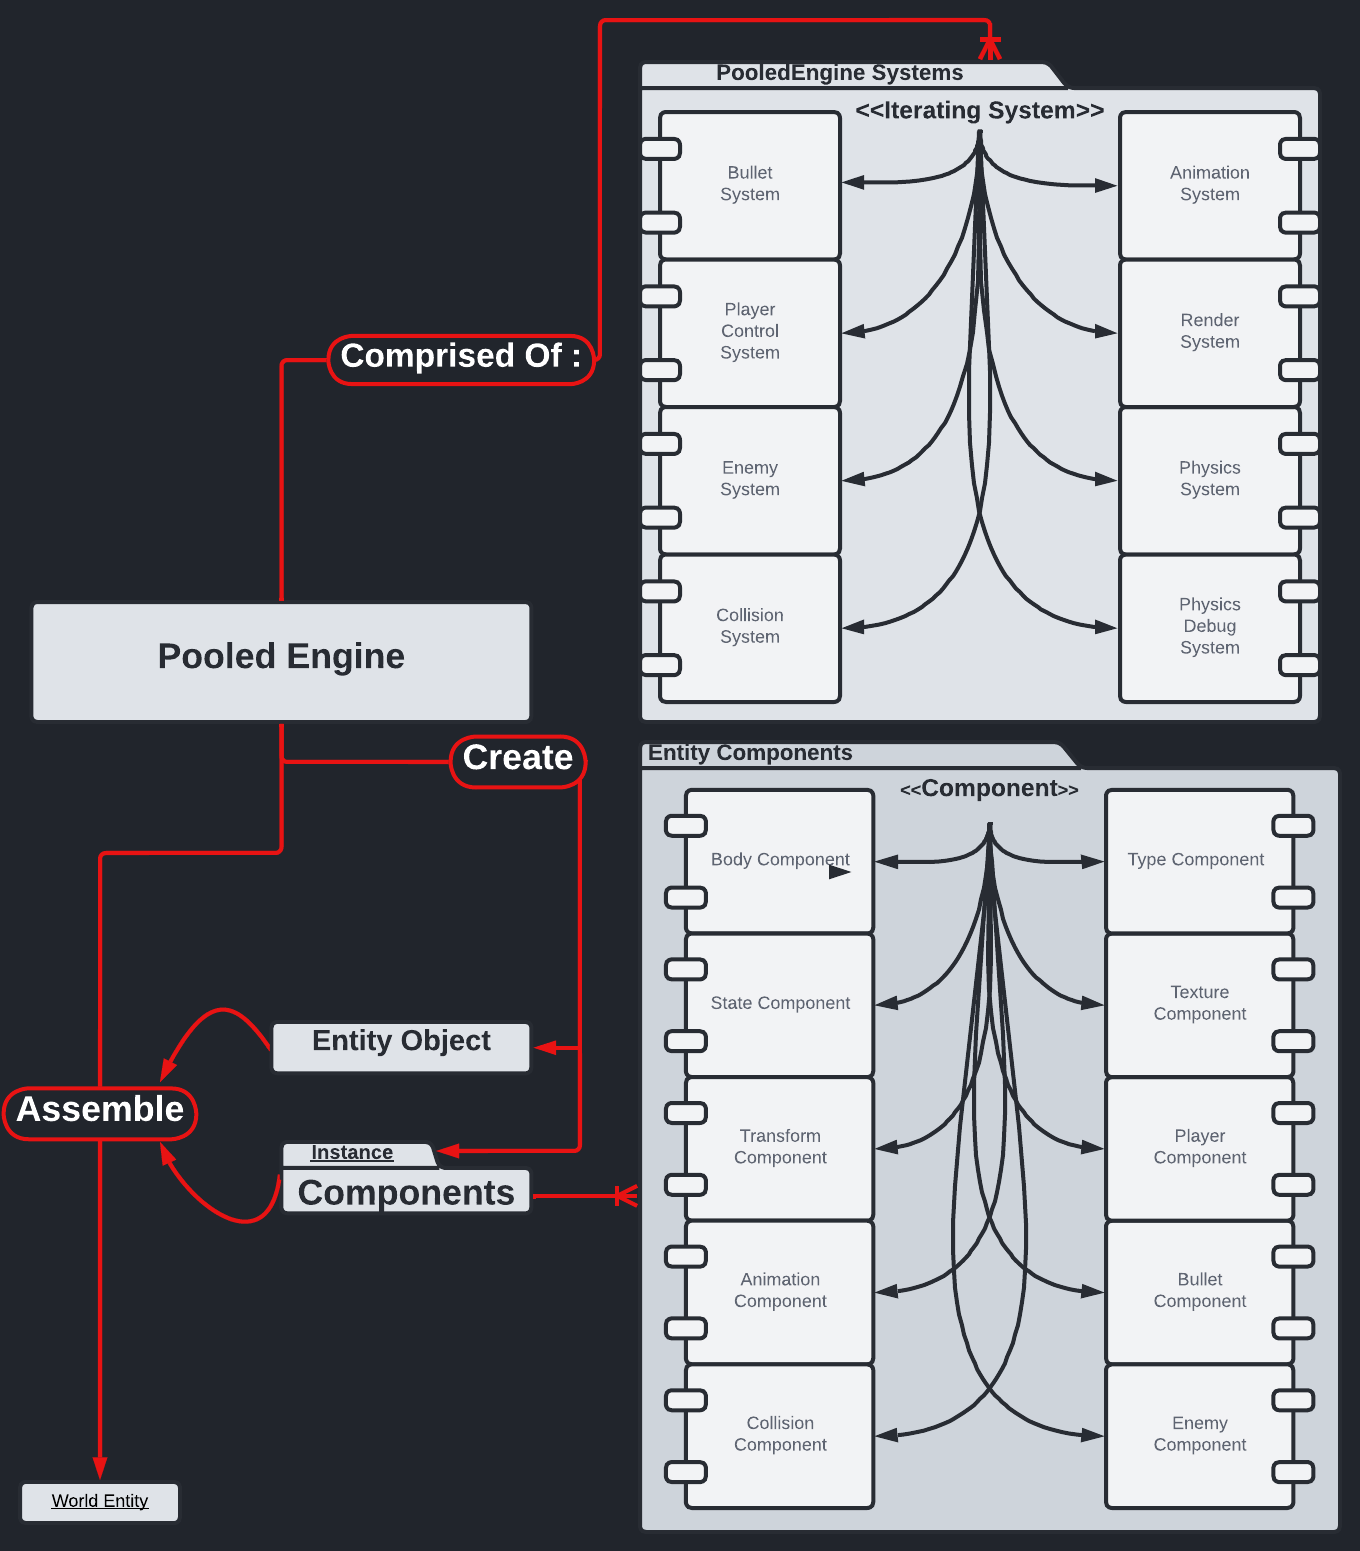 PooledEngine Systems
<<Iterating System>>
Bullet
System
Animation
System
Player
Control
System
Render
System
Comprised Of :
Enemy
System
Physics
System
Collision
System
Physics
Debug
System
Pooled Engine
Create
Entity Components
<<Component>>
Body Component
Type Component
State Component
Texture
Component
Entity Object
Assemble
Instance
Components
Transform
Component
Player
Component
Animation
Component
Bullet
Component
Collision
Component
Enemy
Component
World Entity